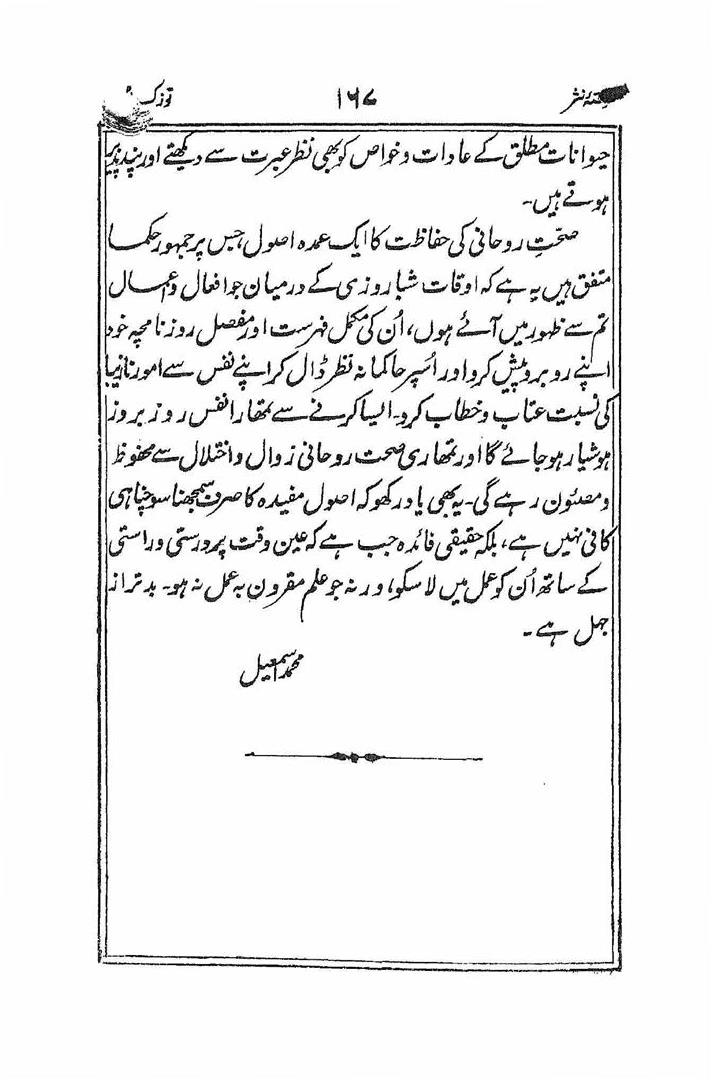 توزک ۱۶۷ نثر
حیوانات مطلق کے عادات وخواص کو بھی نظر عبرت سے دیکھتے اور پند پذیر
ہوتے ہیں۔
صحّتِ روحانی کی حفاظت کا ایک عمدہ اصول جس پر جمہور حکما
متفق ہیں یہ ہے کہ اوقات شباروزی کے درمیان جو افعال و اعمال
تم سے ظہور میں آئے ہوں، اُن کی مکمل فہرست اور مفصل روزنامچہ خود
اپنے روبرو پیش کرو اور اُسپر حاکمانہ نظر ڈال کر اپنے نفس سے امور نازیبا
کی نسبت عتاب و خطاب کرو۔ ایسا کرنے سے تمھارا نفس روز بروز
ہوشیار ہو جائے گا اور تمھاری صحت روحانی زوال و اختلال سے محفوظ
و مصئون رہے گی۔ یہ بھی یاد رکھو کہ اصول مفیدہ کا صرف سمجھنا سوچنا ہی
کافی نہیں ہے، بلکہ حقیقی فائدہ جب ہے کہ عین وقت پر درستی و راستی
کے ساتھ اُن کو عمل میں لا سکو، ورنہ جو علم مقرون بہ عمل نہ ہو۔ بدتر از
جہل ہے۔
محمد اسمٰعیل